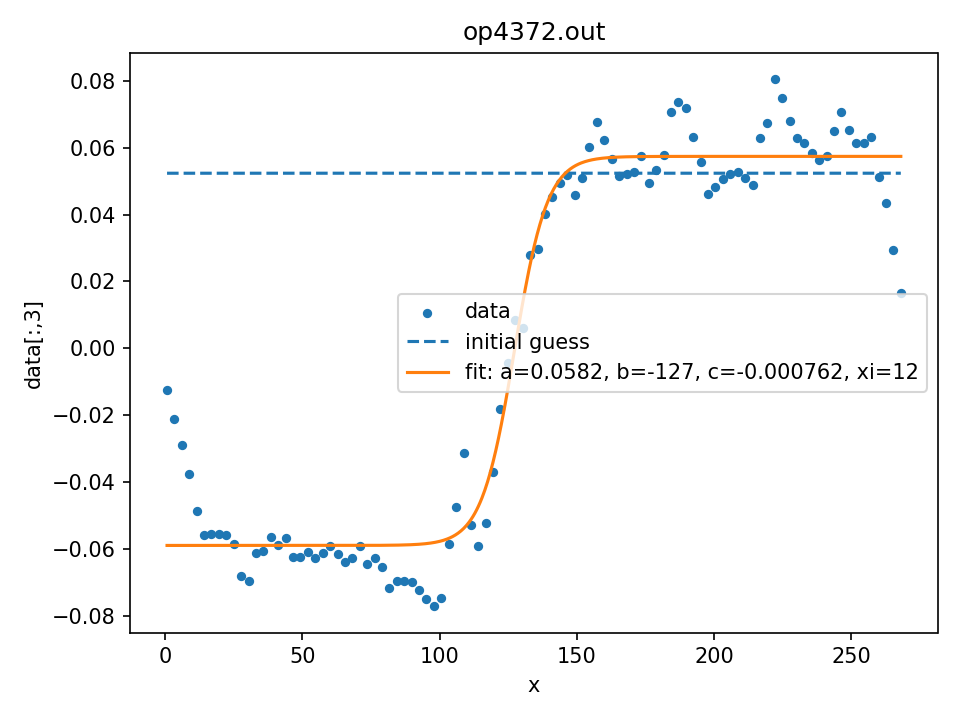 op4372.out
0.08
0.06
0.04
0.02
0.00
−0.02
−0.04
−0.06
−0.08
data[:,3]
data
initial guess
fit: a=0.0582, b=-127, c=-0.000762, xi=12
0 50 100 150 200 250
x